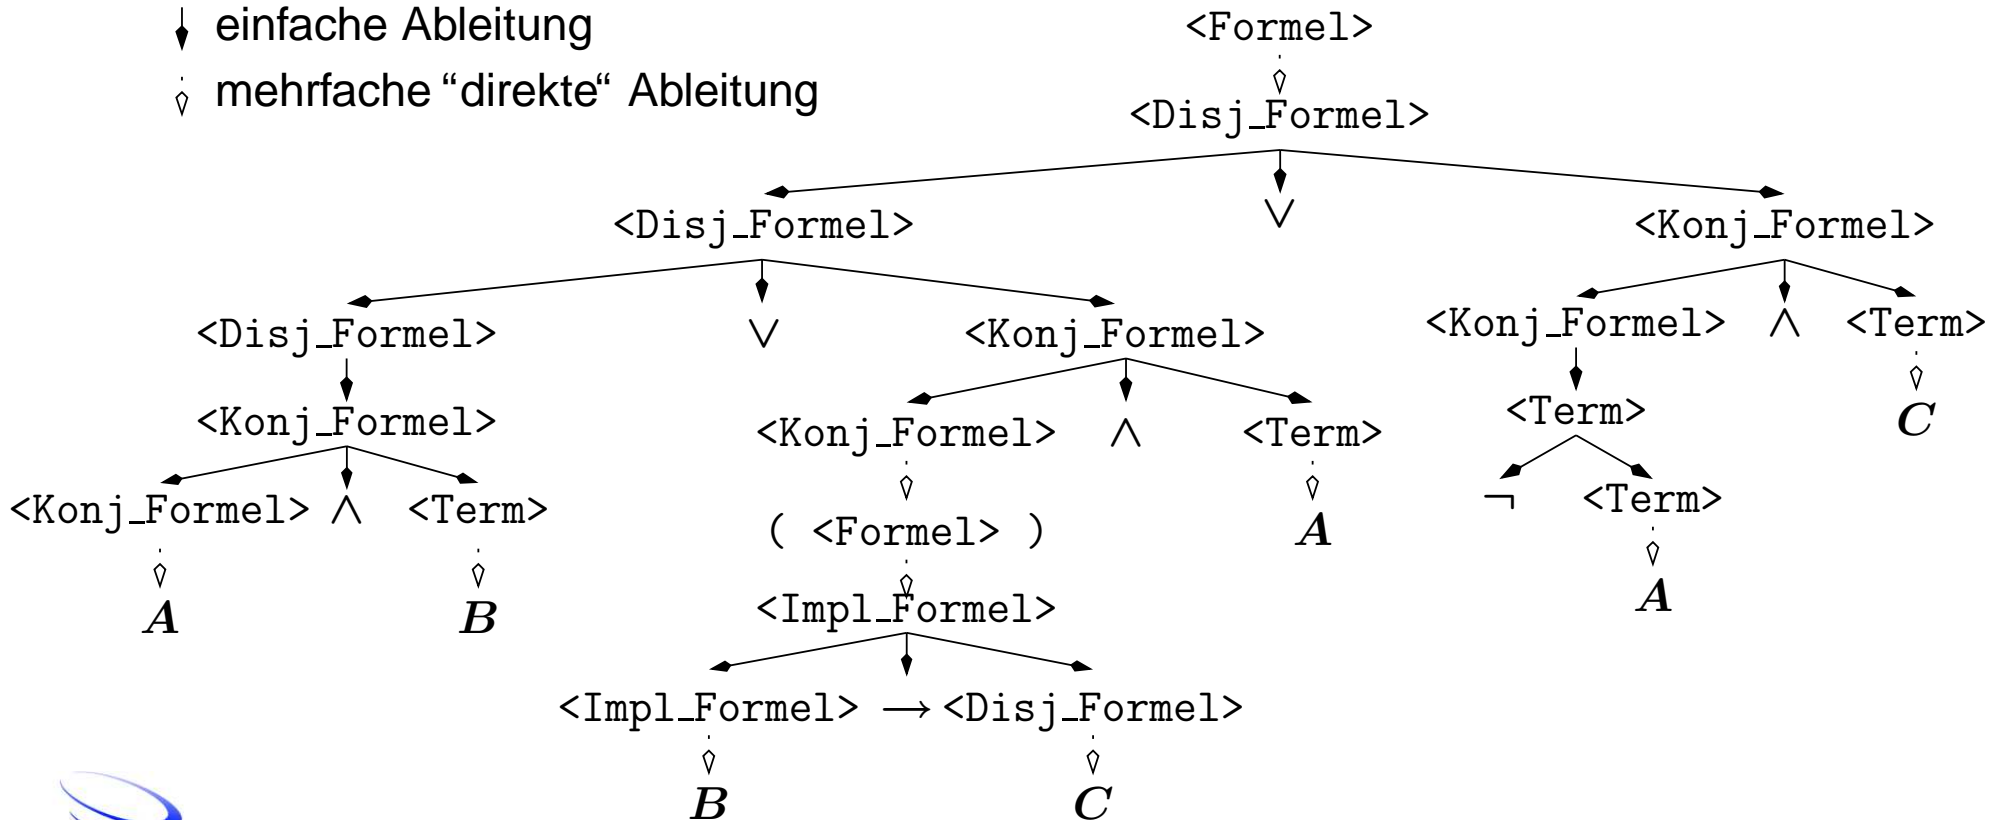 einfache Ableitung
mehrfache “direkte“ Ableitung
<Formel>
<Disj_Formel>
<Disj_Formel> ∨ <Konj_Formel>
<Disj_Formel> ∨ <Konj_Formel> <Konj_Formel> ∧ <Term>
<Konj_Formel> <Konj_Formel> ∧ <Term> <Term> C
<Konj_Formel> ∧ <Term> ( <Formel> ) A ¬ <Term>
A B <Impl_Formel> A
<Impl_Formel> → <Disj_Formel>
B C